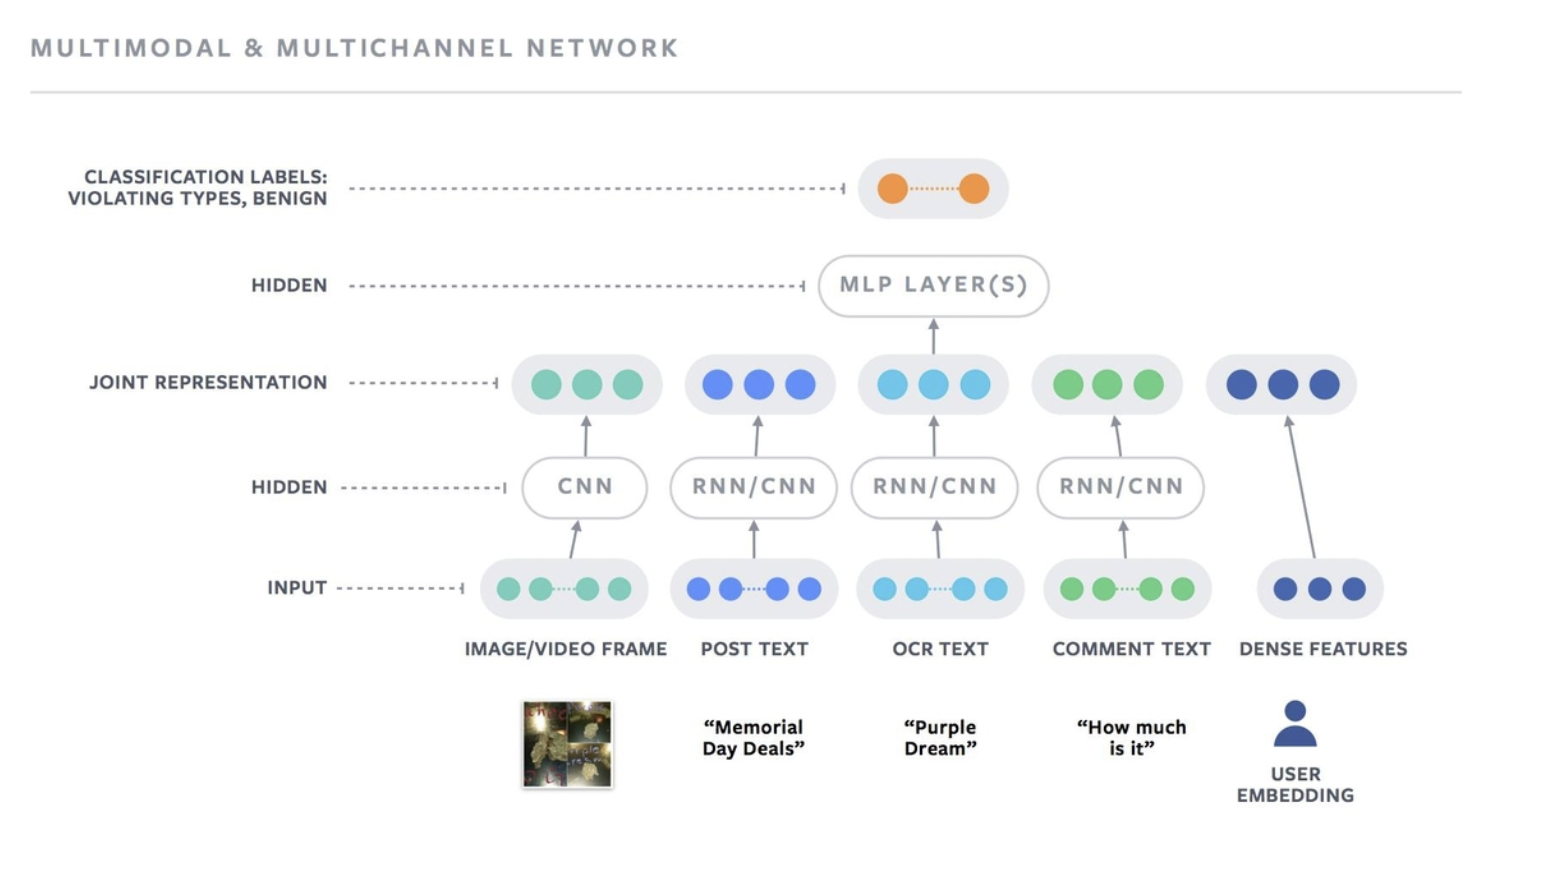 MULTIMODAL & MULTICHANNEL NETWORK
CLASSIFICATION LABELS:
VIOLATING TYPES, BENIGN
HIDDEN
MLP LAYER(S)
JOINT REPRESENTATION
HIDDEN
CNN
RNN/CNN
RNN/CNN
RNN/CNN
INPUT
IMAGE/VIDEO FRAME
POST TEXT
OCR TEXT
COMMENT TEXT
DENSE FEATURES
“Memorial
Day Deals”
“Purple
Dream”
“How much
is it”
USER
EMBEDDING